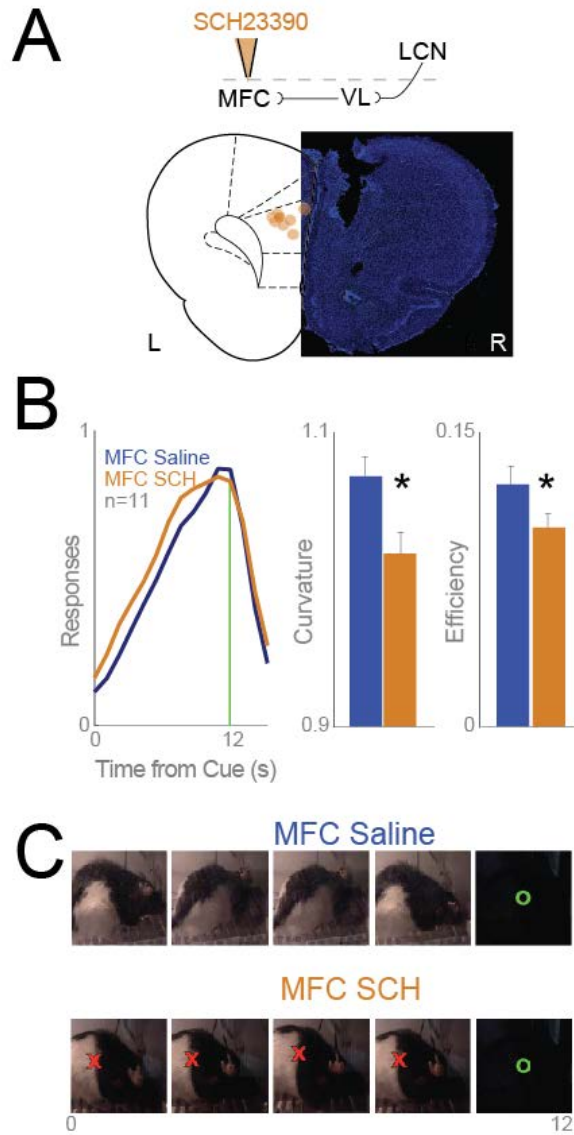 A
SCH23390
LCN
MFC
VL
L
R
B
1
MFC Saline
MFC SCH
n=11
Responses
0
0
12
Time from Cue (s)
1.1
Curvature
0.9
*
0.15
Efficiency
0
*
C
MFC Saline
o
MFC SCH
x x x x o
0
12